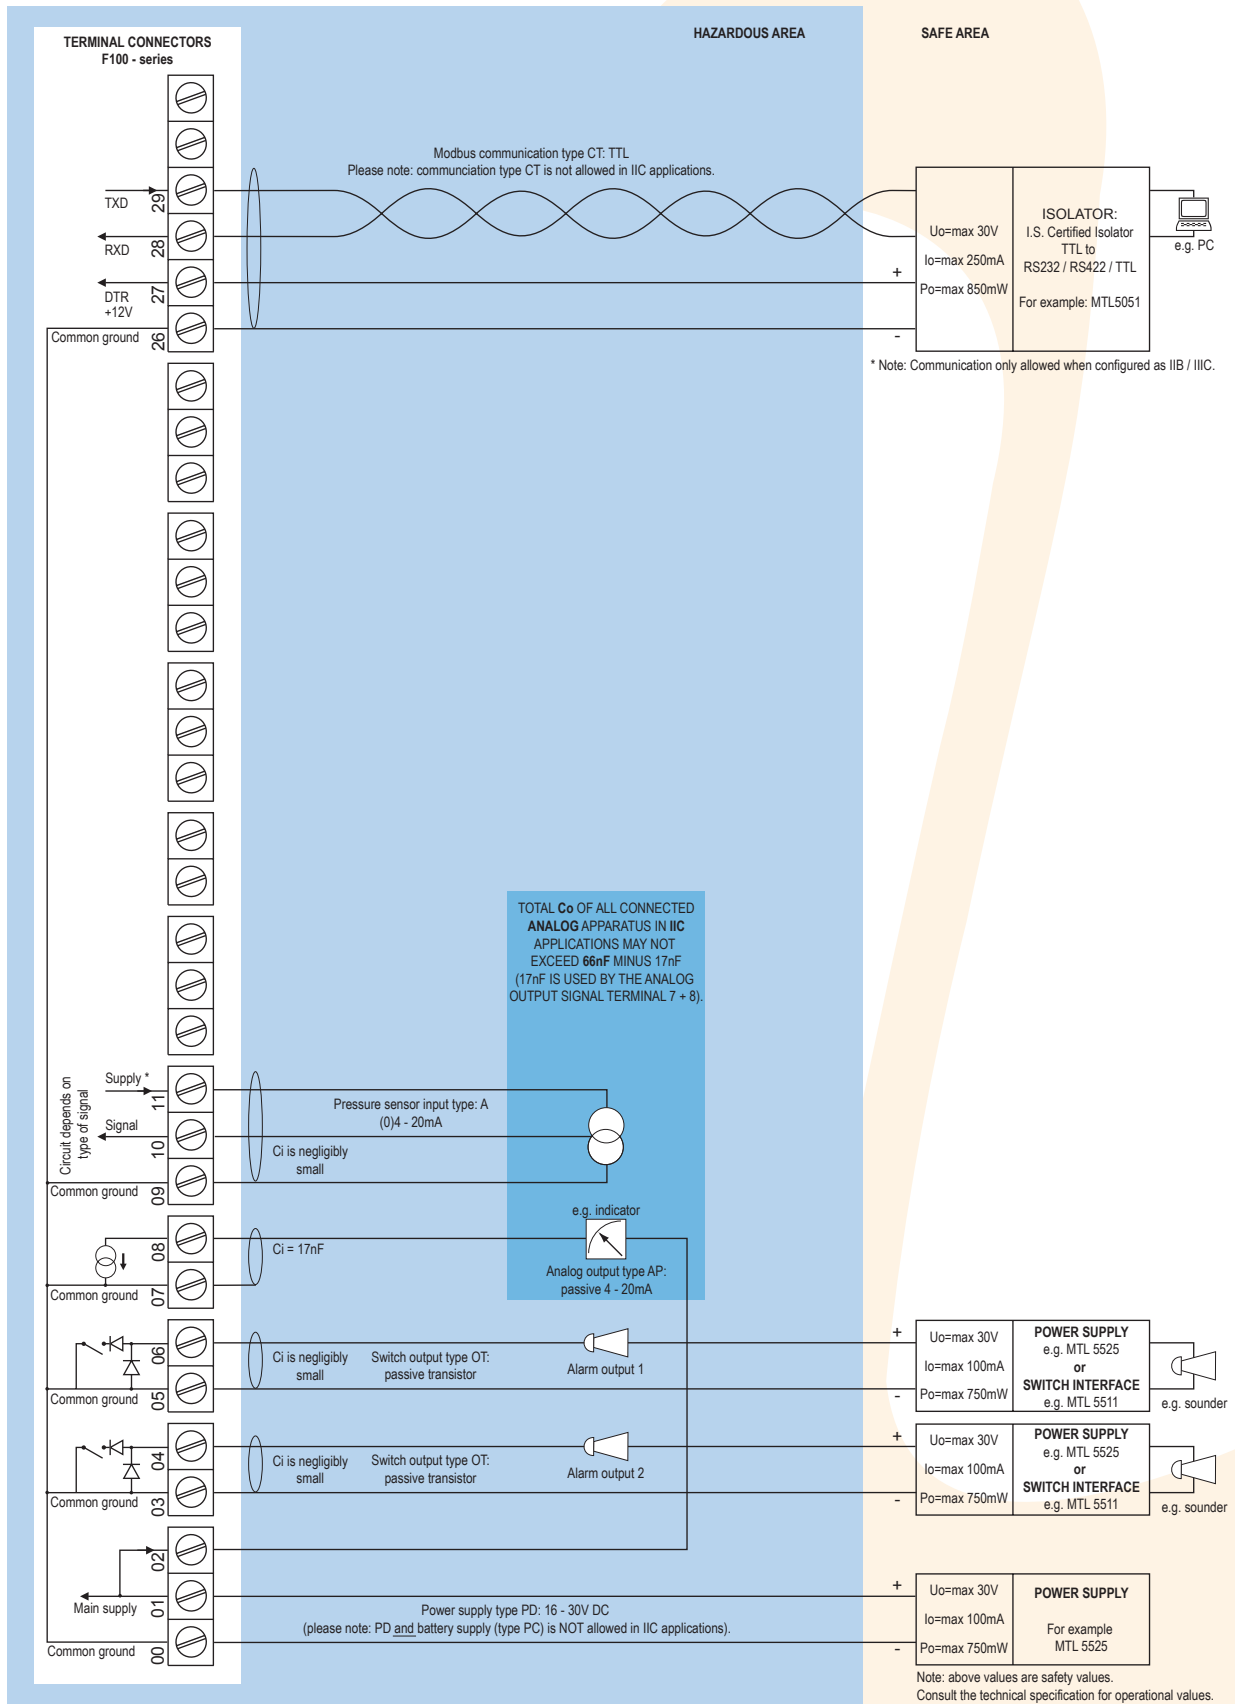 HAZARDOUS AREA
SAFE AREA
TERMINAL CONNECTORS
F100 - series
Modbus communication type CT: TTL
Please note: communciation type CT is not allowed in IIC applications.
TXD
29
RXD
28
DTR
+12V
27
Common ground
26
+
-
Uo=max 30V
Io=max 250mA
Po=max 850mW
ISOLATOR:
I.S. Certified Isolator
TTL to
RS232 / RS422 / TTL
For example: MTL5051
e.g. PC
* Note: Communication only allowed when configured as IIB / IIIC.
TOTAL Co OF ALL CONNECTED
ANALOG APPARATUS IN IIC
APPLICATIONS MAY NOT
EXCEED 66nF MINUS 17nF
(17nF IS USED BY THE ANALOG
OUTPUT SIGNAL TERMINAL 7 + 8).
Circuit depends on
type of signal
Supply *
11
Signal
10
Common ground
09
Pressure sensor input type: A
(0)4 - 20mA
Ci is negligibly
small
e.g. indicator
08
Ci = 17nF
Analog output type AP:
passive 4 - 20mA
Common ground
07
06
Ci is negligibly
small
Switch output type OT:
passive transistor
Alarm output 1
Common ground
05
+
-
Uo=max 30V
Io=max 100mA
Po=max 750mW
POWER SUPPLY
e.g. MTL 5525
or
SWITCH INTERFACE
e.g. MTL 5511
e.g. sounder
04
Ci is negligibly
small
Switch output type OT:
passive transistor
Alarm output 2
Common ground
03
+
-
Uo=max 30V
Io=max 100mA
Po=max 750mW
POWER SUPPLY
e.g. MTL 5525
or
SWITCH INTERFACE
e.g. MTL 5511
e.g. sounder
02
Main supply
01
Power supply type PD: 16 - 30V DC
(please note: PD and battery supply (type PC) is NOT allowed in IIC applications).
Common ground
00
+
-
Uo=max 30V
Io=max 100mA
Po=max 750mW
POWER SUPPLY
For example
MTL 5525
Note: above values are safety values.
Consult the technical specification for operational values.